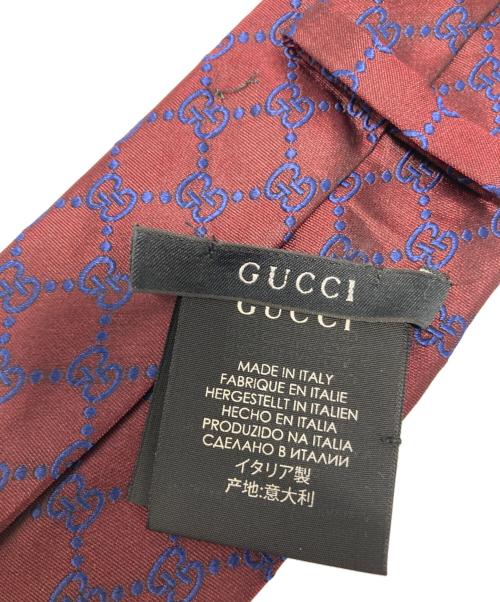 GUCCI
GUCCI
MADE IN ITALY
FABRIQUE EN ITALIE
HERGESTELLT IN ITALIEN
HECHO EN ITALIA
PRODUZIDO NA ITALIA
СДЕЛАНО В ИТАЛИИ
イタリア製
产地:意大利